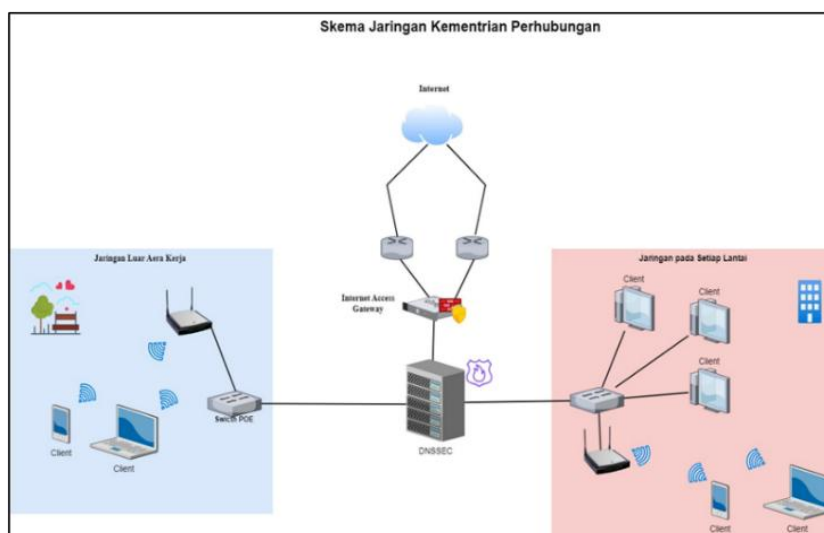 Skema Jaringan Kementrian Perhubungan
Internet
Jaringan Luar Aera Kerja
Jaringan pada Setiap Lantai
Client
Client
Internet Access
Gateway
Client
Switch POE
DNSSEC
Client
Client
Client
Client